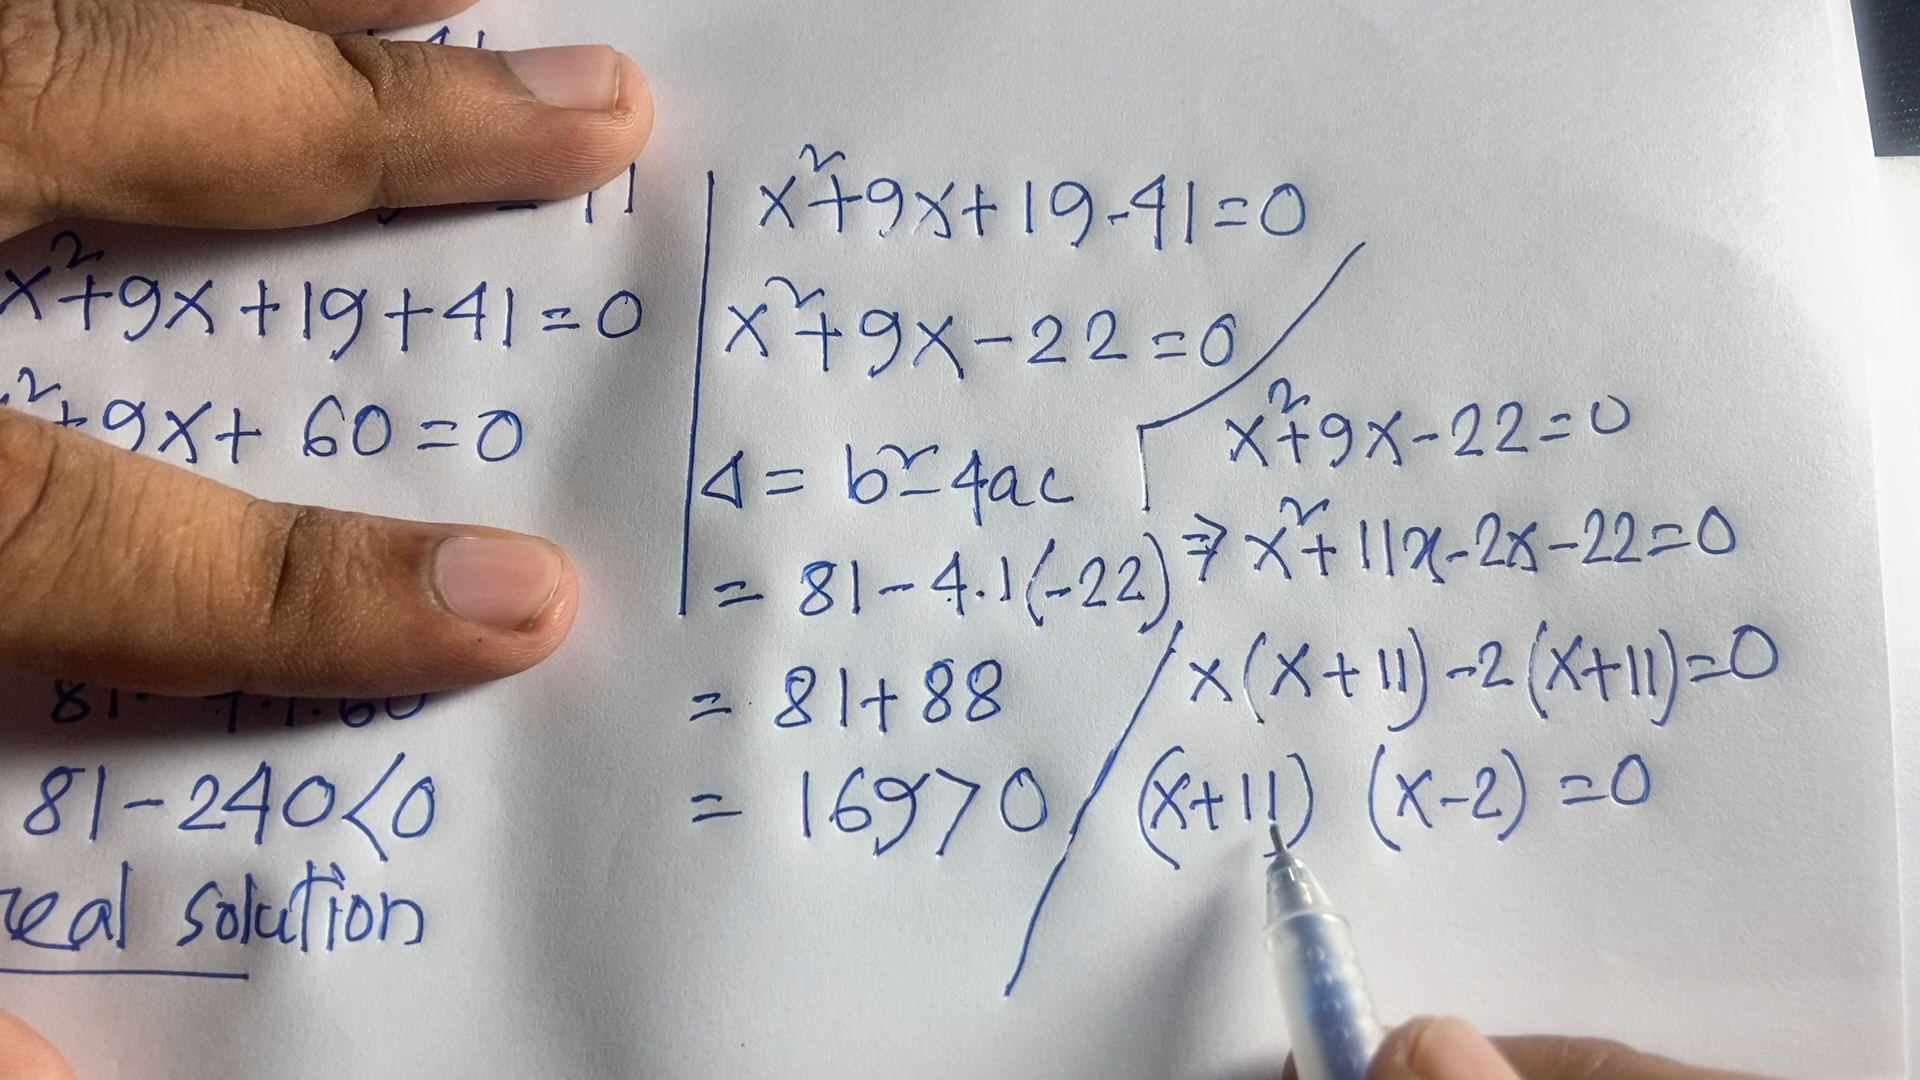 x²+9x+19+41=0
²+9x+60=0
81-240<0
real solution
x²+9x+19-41=0
x²+9x-22=0
Δ=b²-4ac
=81-4.1(-22)
=81+88
=169>0
x²+9x-22=0
⇒x²+11x-2x-22=0
x(x+11)-2(x+11)=0
(x+11) (x-2)=0